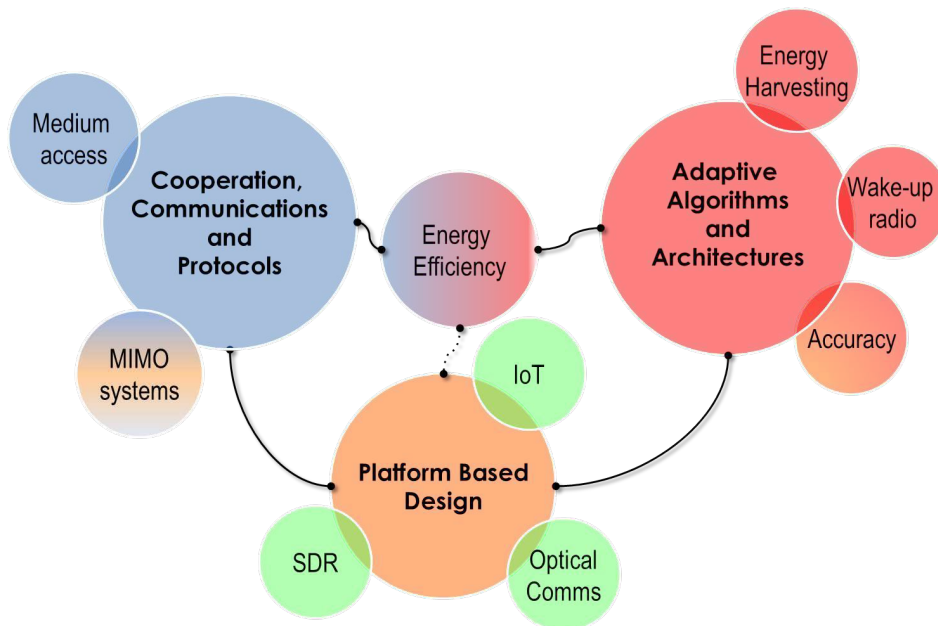 Energy
Harvesting
Medium
access
Cooperation,
Communications
and
Protocols
Adaptive
Algorithms
and
Architectures
Wake-up
radio
Energy
Efficiency
Accuracy
MIMO
systems
IoT
Platform Based
Design
SDR
Optical
Comms